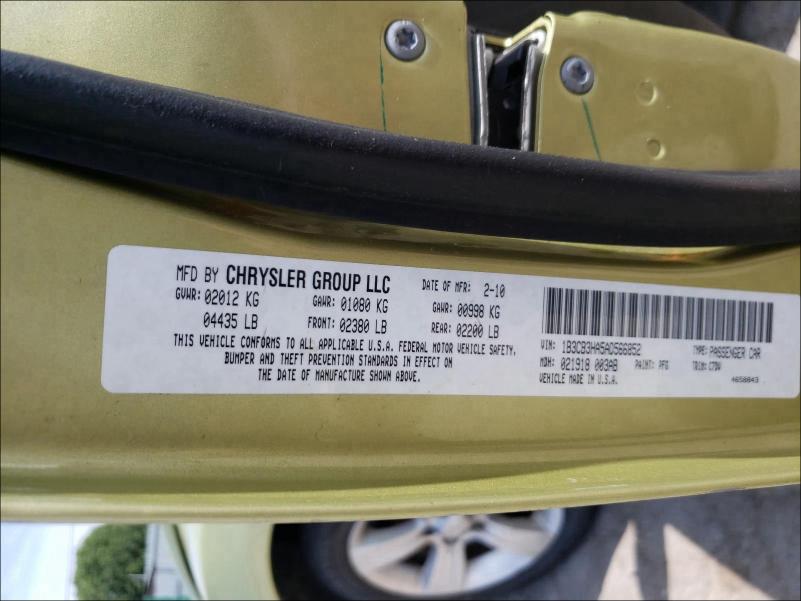 MFD BY CHRYSLER GROUP LLC
DATE OF MFR: 2-10
GVWR: 02012 KG
GAWR: 01080 KG
GAWR: 00998 KG
04435 LB
FRONT: 02380 LB
REAR: 02200 LB
THIS VEHICLE CONFORMS TO ALL APPLICABLE U.S.A. FEDERAL MOTOR VEHICLE SAFETY.
BUMPER AND THEFT PREVENTION STANDARDS IN EFFECT ON
THE DATE OF MANUFACTURE SHOWN ABOVE.
VIN: 1B3CB3HA5AD566852
TYPE: PASSENGER CAR
MDH: 021918 003AB
PAINT: PFG
TRIM: C7DV
VEHICLE MADE IN U.S.A.
4658843